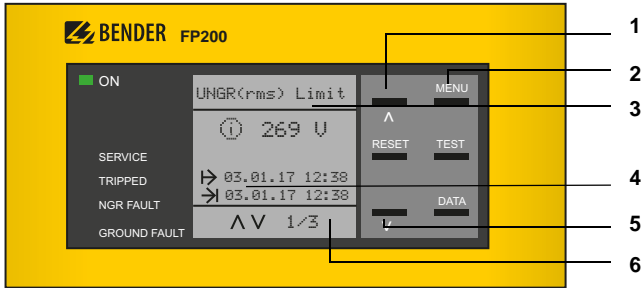 BENDER FP200
ON
UNGR(rms) Limit
269 V
03.01.17 12:38
03.01.17 12:38
1/3
SERVICE
TRIPPED
NGR FAULT
GROUND FAULT
MENU
RESET TEST
DATA
1
2
3
4
5
6